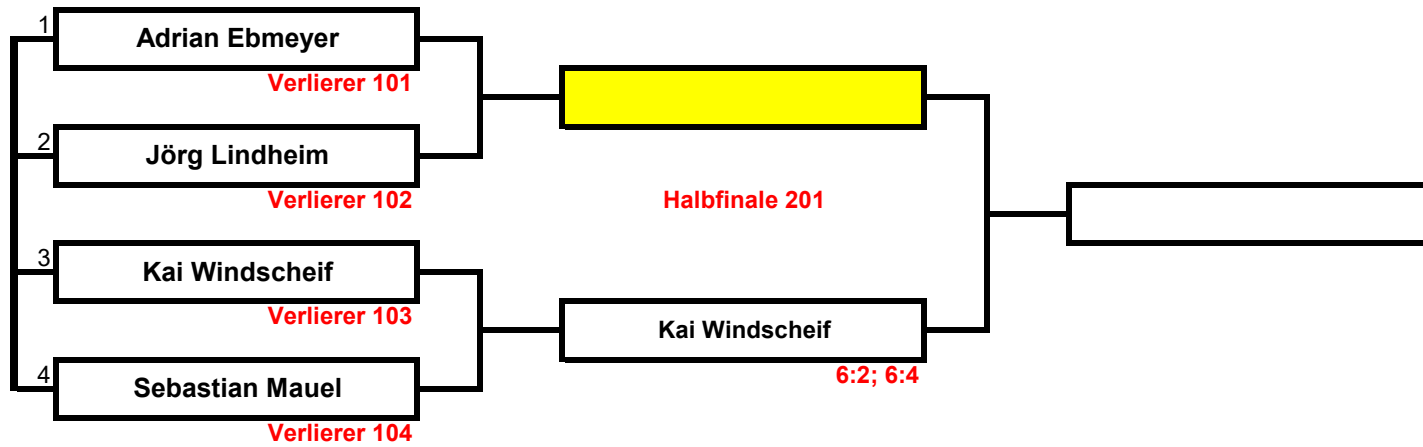 1
Adrian Ebmeyer
Verlierer 101
2
Jörg Lindheim
Verlierer 102
Halbfinale 201
3
Kai Windscheif
Verlierer 103
Kai Windscheif
6:2; 6:4
4
Sebastian Mauel
Verlierer 104